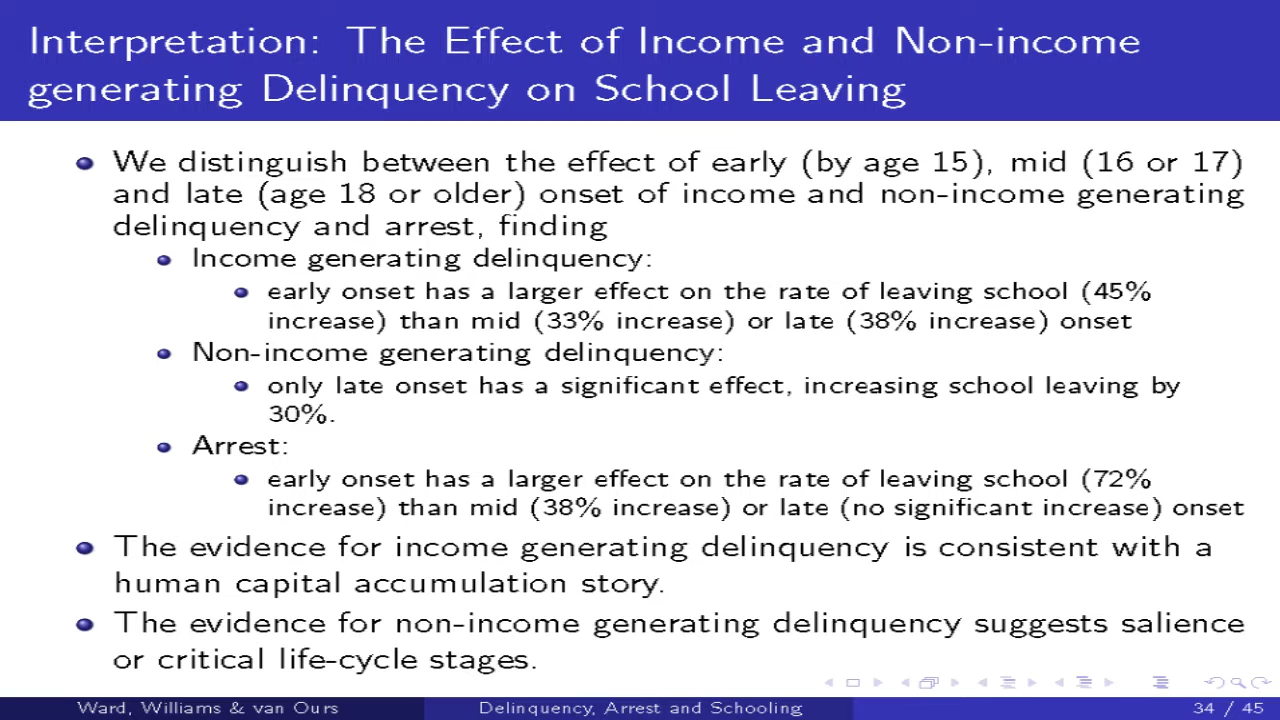 Interpretation: The Effect of Income and Non-income
generating Delinquency on School Leaving
We distinguish between the effect of early (by age 15), mid (16 or 17)
and late (age 18 or older) onset of income and non-income generating
delinquency and arrest, finding
Income generating delinquency:
early onset has a larger effect on the rate of leaving school (45%
increase) than mid (33% increase) or late (38% increase) onset
Non-income generating delinquency:
only late onset has a significant effect, increasing school leaving by
30%.
Arrest:
early onset has a larger effect on the rate of leaving school (72%
increase) than mid (38% increase) or late (no significant increase) onset
The evidence for income generating delinquency is consistent with a
human capital accumulation story.
The evidence for non-income generating delinquency suggests salience
or critical life-cycle stages.
Ward, Williams & van Ours Delinquency, Arrest and Schooling 34 / 45